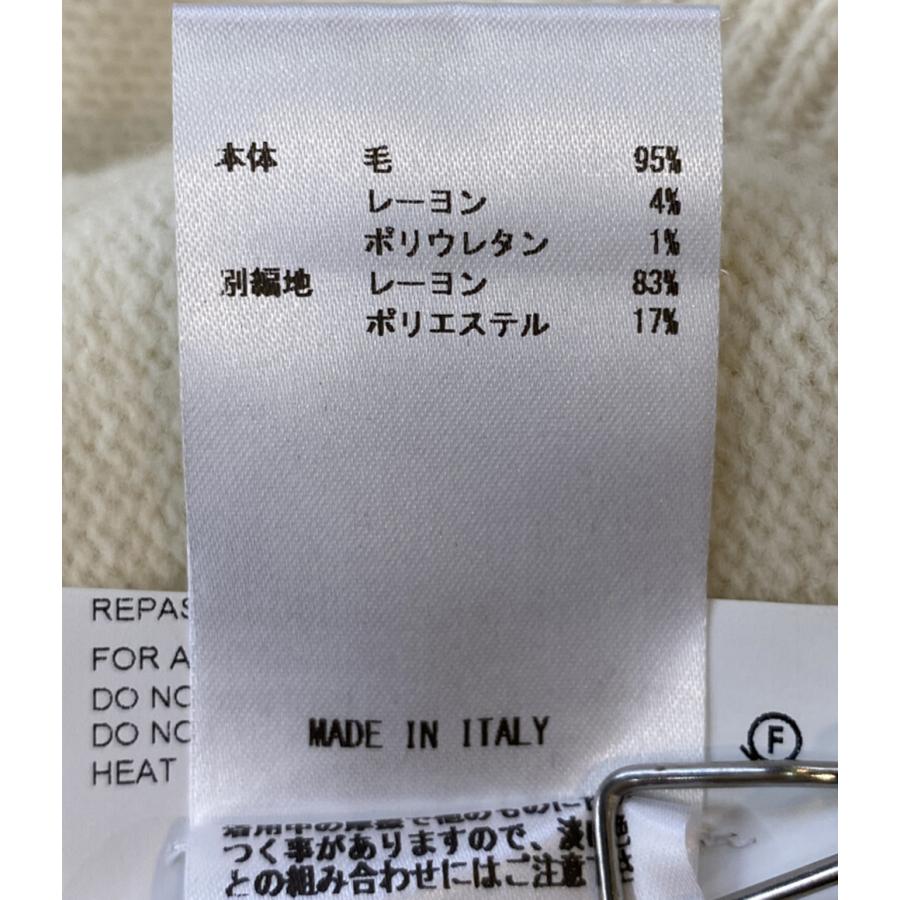 本体 毛 95%
レーヨン 4%
ポリウレタン 1%
別編地 レーヨン 83%
ポリエステル 17%
MADE IN ITALY
FOR
DO
DO
HEAT
F
つく事がありますので、
との組み合わせにはご注意